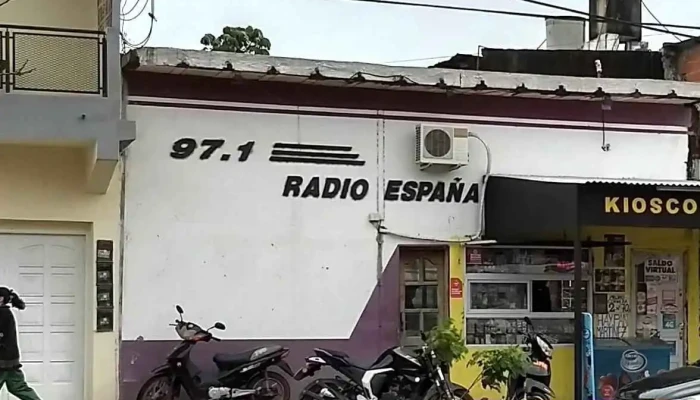 97.1
RADIO ESPAÑA
KIOSCO
SALDO
VIRTUAL